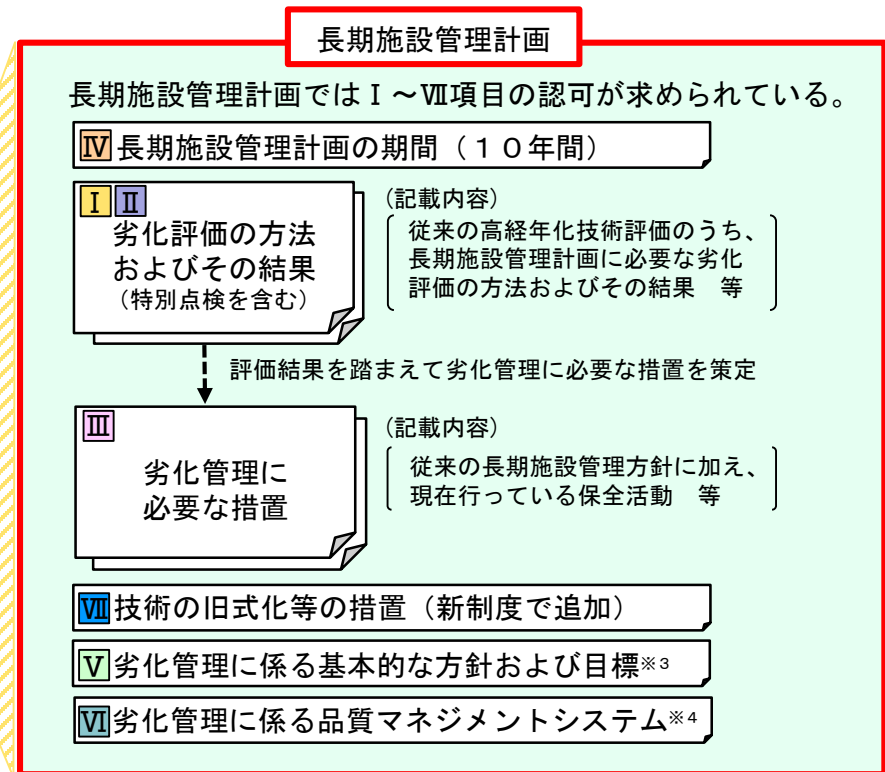 長期施設管理計画
長期施設管理計画ではⅠ~Ⅶ項目の認可が求められている。
Ⅳ 長期施設管理計画の期間(10年間)
Ⅰ Ⅱ
劣化評価の方法
およびその結果
(特別点検を含む)
(記載内容)
従来の高経年化技術評価のうち、
長期施設管理計画に必要な劣化
評価の方法およびその結果 等
評価結果を踏まえて劣化管理に必要な措置を策定
Ⅲ
劣化管理に
必要な措置
(記載内容)
従来の長期施設管理方針に加え、
現在行っている保全活動 等
Ⅶ 技術の旧式化等の措置(新制度で追加)
Ⅴ 劣化管理に係る基本的な方針および目標※3
Ⅵ 劣化管理に係る品質マネジメントシステム※4